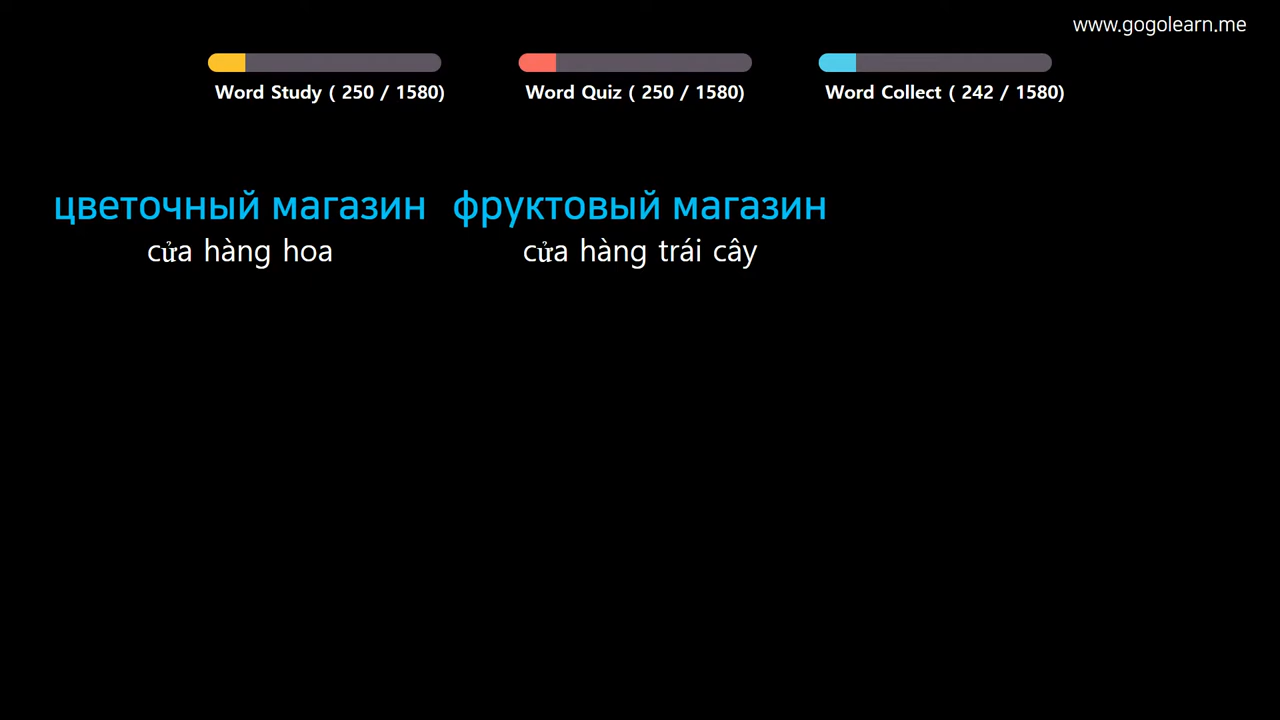 www.gogolearn.me
Word Study ( 250 / 1580)
Word Quiz ( 250 / 1580)
Word Collect ( 242 / 1580)
цветочный магазин
cửa hàng hoa
фруктовый магазин
cửa hàng trái cây